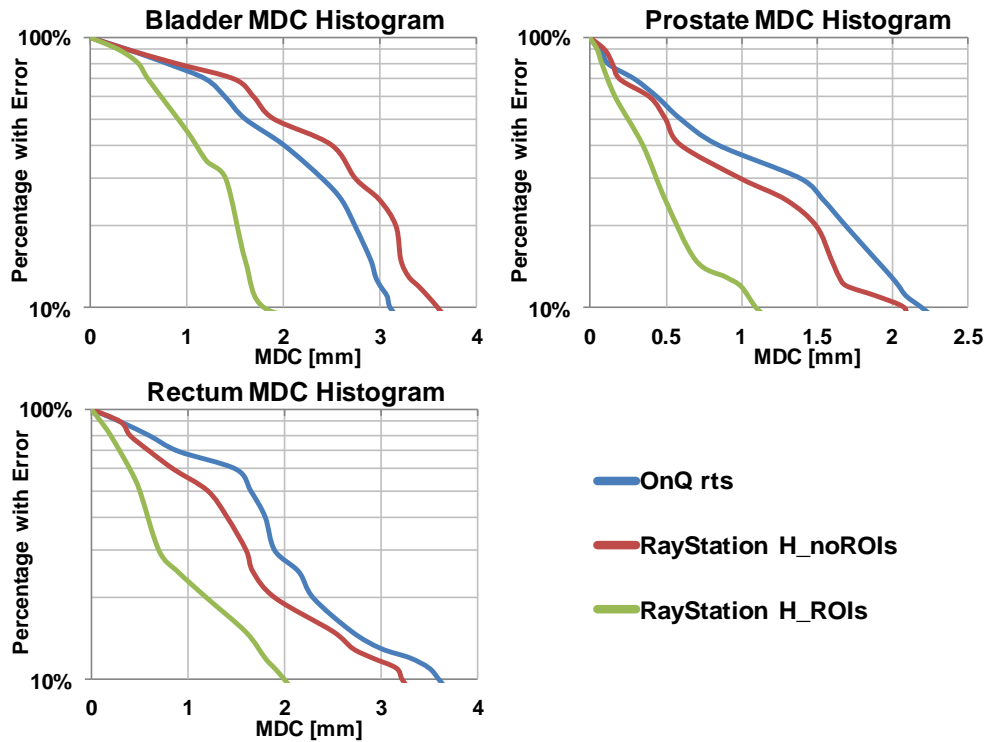 Bladder MDC Histogram
100%
Percentage with Error
10%
0 1 2 3 4
MDC [mm]
Prostate MDC Histogram
100%
Percentage with Error
10%
0 0.5 1 1.5 2 2.5
MDC [mm]
Rectum MDC Histogram
100%
Percentage with Error
10%
0 1 2 3 4
MDC [mm]
OnQ rts
RayStation H_noROIs
RayStation H_ROIs